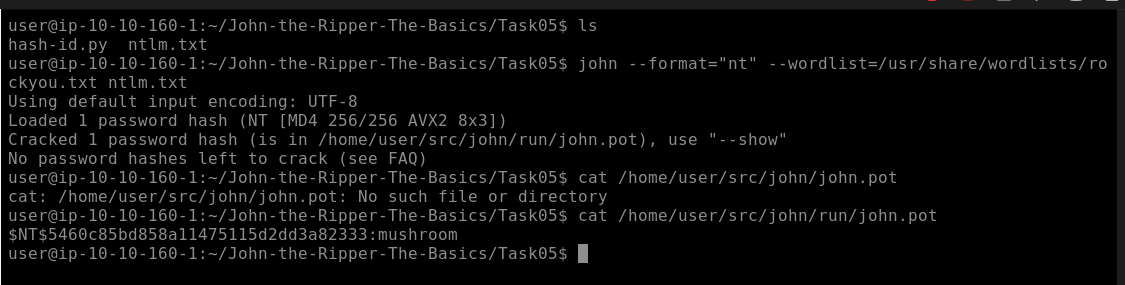 user@ip-10-10-160-1:~/John-the-Ripper-The-Basics/Task05$ ls
hash-id.py  ntlm.txt
user@ip-10-10-160-1:~/John-the-Ripper-The-Basics/Task05$ john --format="nt" --wordlist=/usr/share/wordlists/ro
ckyou.txt ntlm.txt
Using default input encoding: UTF-8
Loaded 1 password hash (NT [MD4 256/256 AVX2 8x3])
Cracked 1 password hash (is in /home/user/src/john/run/john.pot), use "--show"
No password hashes left to crack (see FAQ)
user@ip-10-10-160-1:~/John-the-Ripper-The-Basics/Task05$ cat /home/user/src/john/john.pot
cat: /home/user/src/john/john.pot: No such file or directory
user@ip-10-10-160-1:~/John-the-Ripper-The-Basics/Task05$ cat /home/user/src/john/run/john.pot
$NT$5460c85bd858a11475115d2dd3a82333:mushroom
user@ip-10-10-160-1:~/John-the-Ripper-The-Basics/Task05$